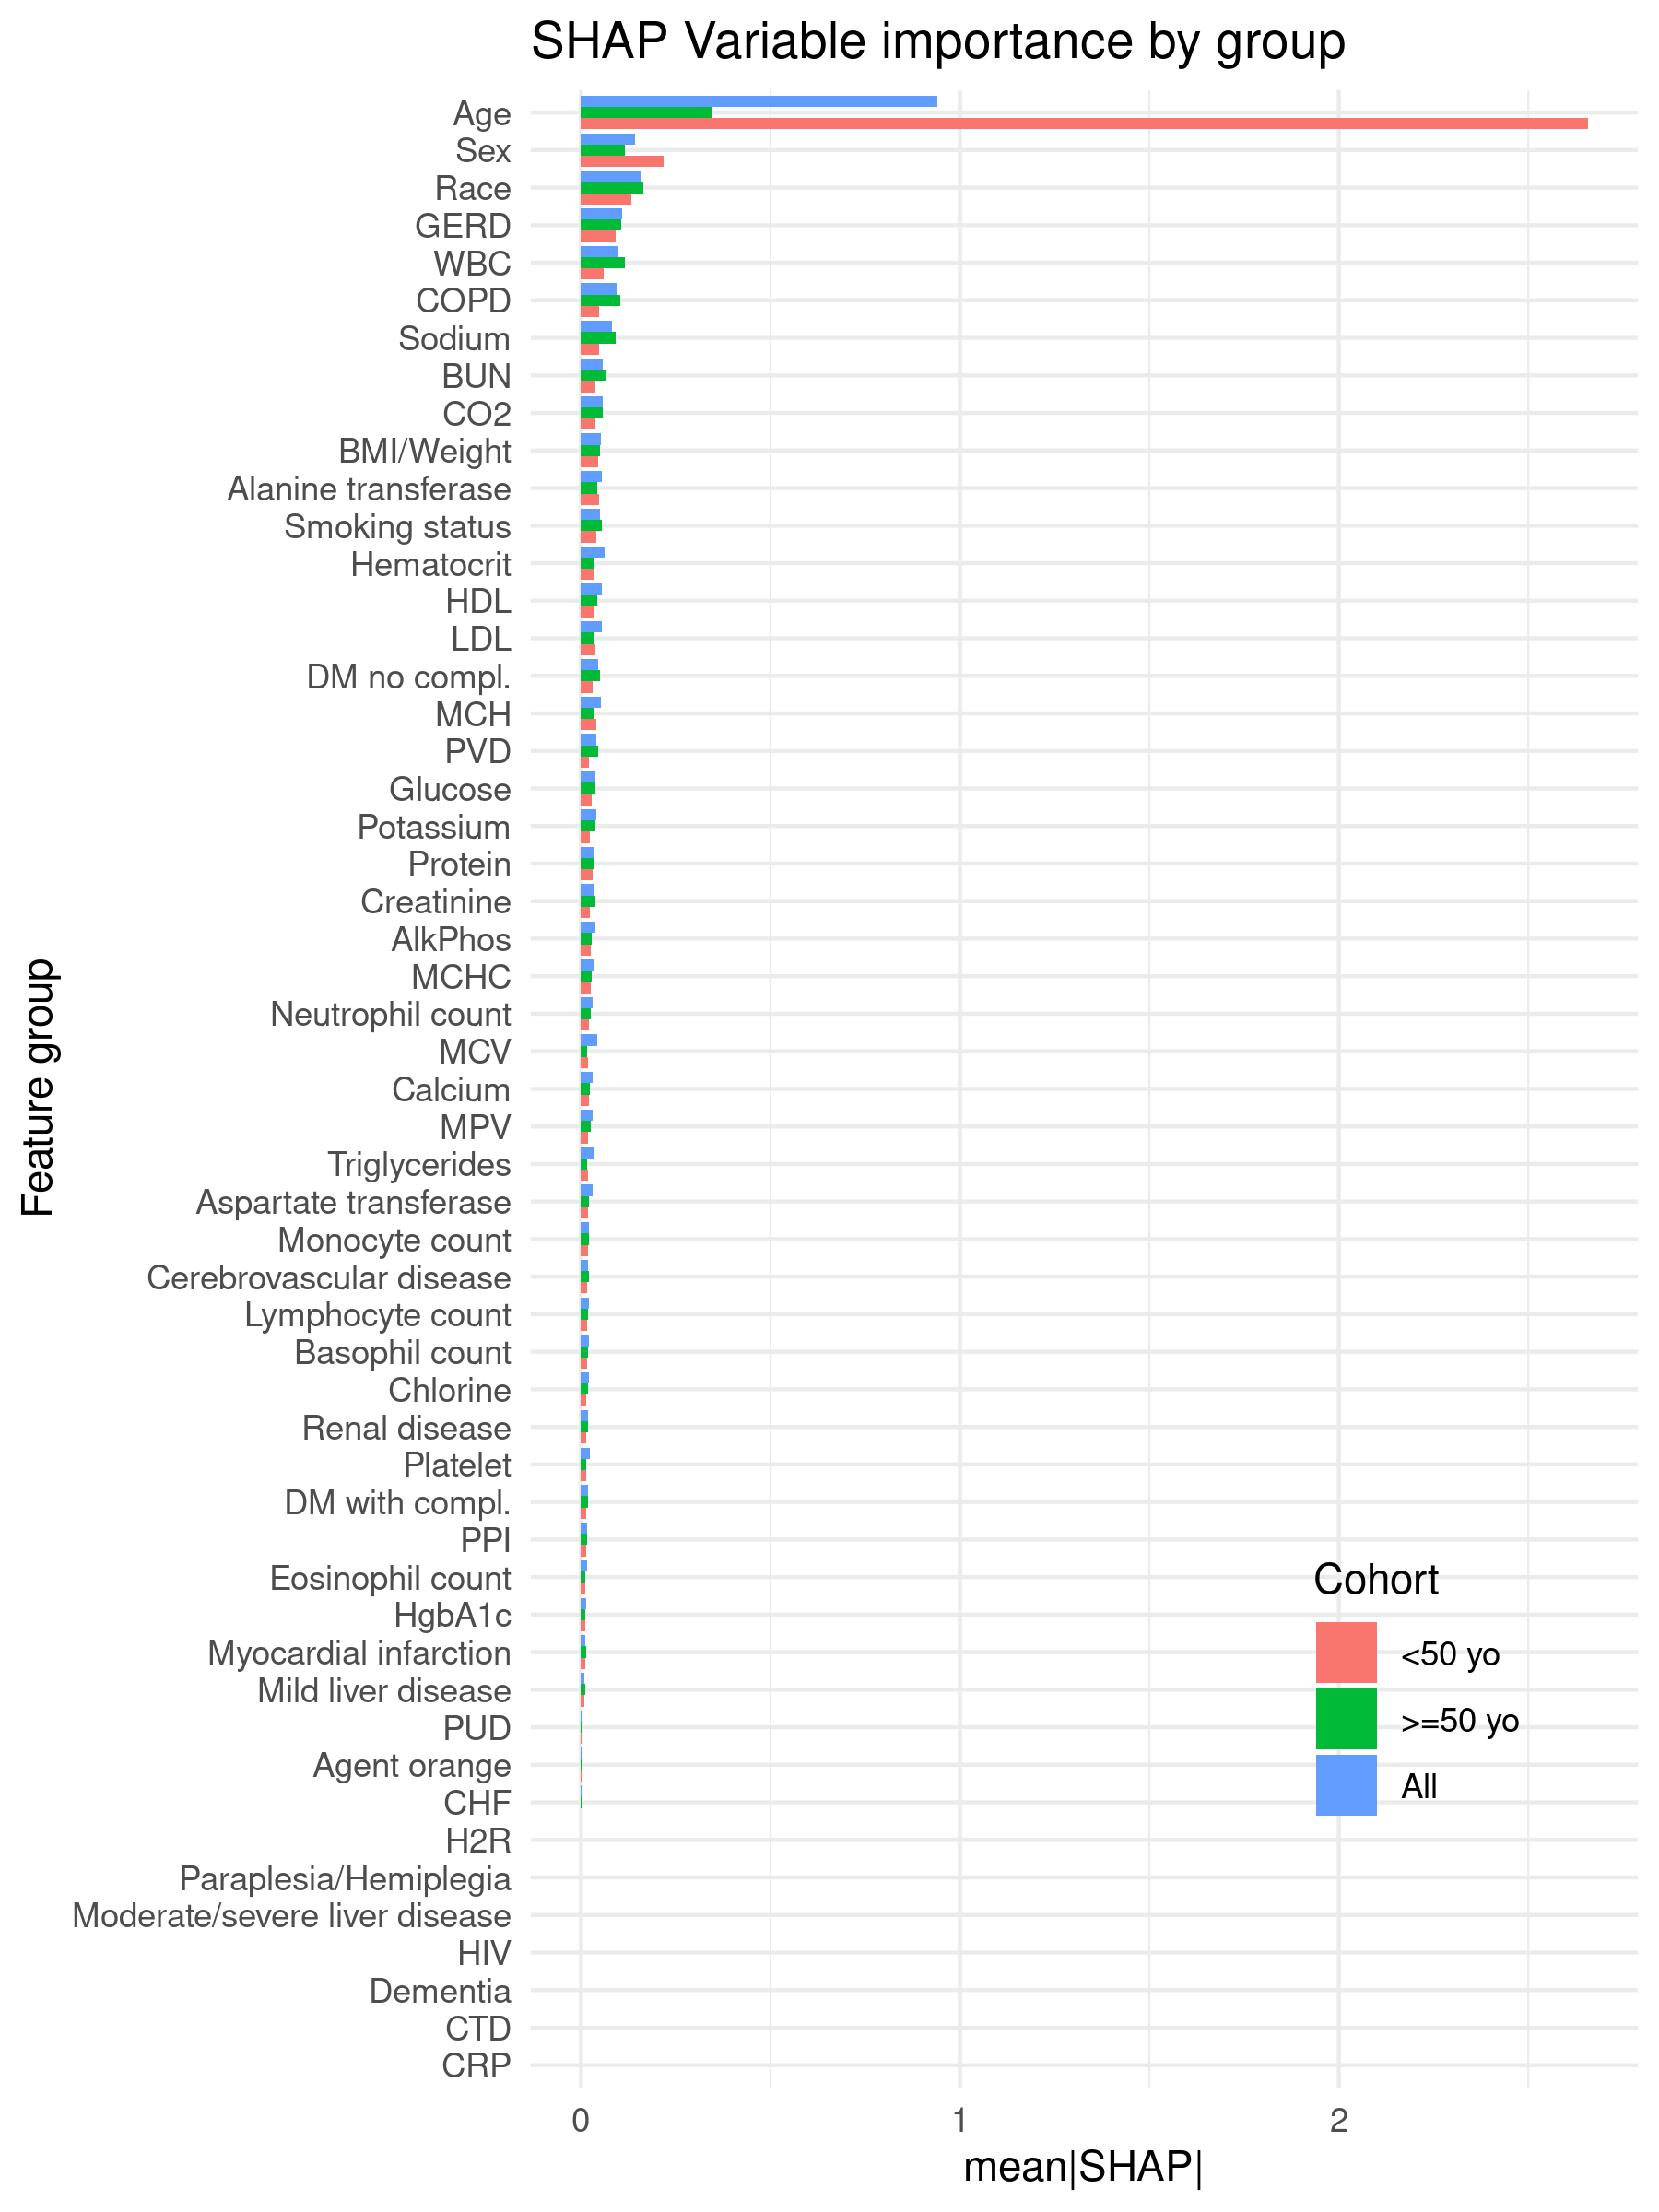 SHAP Variable importance by group
Feature group
Age
Sex
Race
GERD
WBC
COPD
Sodium
BUN
CO2
BMI/Weight
Alanine transferase
Smoking status
Hematocrit
HDL
LDL
DM no compl.
MCH
PVD
Glucose
Potassium
Protein
Creatinine
AlkPhos
MCHC
Neutrophil count
MCV
Calcium
MPV
Triglycerides
Aspartate transferase
Monocyte count
Cerebrovascular disease
Lymphocyte count
Basophil count
Chlorine
Renal disease
Platelet
DM with compl.
PPI
Eosinophil count
HgbA1c
Myocardial infarction
Mild liver disease
PUD
Agent orange
CHF
H2R
Paraplesia/Hemiplegia
Moderate/severe liver disease
HIV
Dementia
CTD
CRP
Cohort
<50 yo
>=50 yo
All
0 1 2
mean|SHAP|